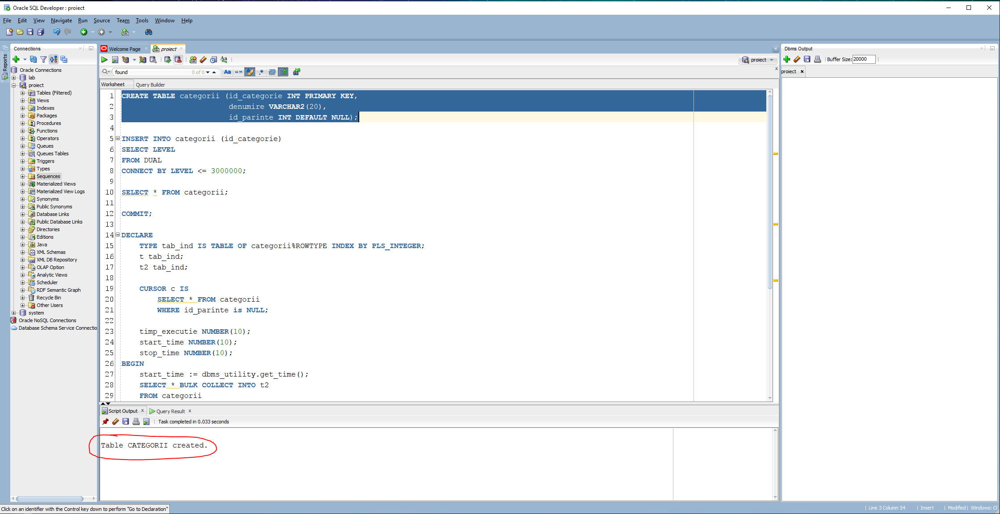 Oracle SQL Developer : proiect
File Edit View Navigate Run Source Team Tools Window Help
Reports
Connections
Oracle Connections
lab
proiect
Tables (Filtered)
Views
Indexes
Packages
Procedures
Functions
Operators
Queues
Queues Tables
Triggers
Types
Sequences
Materialized Views
Materialized View Logs
Synonyms
Public Synonyms
Database Links
Public Database Links
Directories
Editions
Java
XML Schemas
XML DB Repository
OLAP Option
Analytic Views
Scheduler
RDF Semantic Graph
Recycle Bin
Other Users
system
Oracle NoSQL Connections
Database Schema Service Connectio
Welcome Page
proiect
proiect
found 0 of 0
Worksheet Query Builder
1 CREATE TABLE categorii (id_categorie INT PRIMARY KEY,
2 denumire VARCHAR2(20),
3 id_parinte INT DEFAULT NULL);
4
5 INSERT INTO categorii (id_categorie)
6 SELECT LEVEL
7 FROM DUAL
8 CONNECT BY LEVEL <= 3000000;
9
10 SELECT * FROM categorii;
11
12 COMMIT;
13
14 DECLARE
15 TYPE tab_ind IS TABLE OF categorii%ROWTYPE INDEX BY PLS_INTEGER;
16 t tab_ind;
17 t2 tab_ind;
18
19 CURSOR c IS
20 SELECT * FROM categorii
21 WHERE id_parinte is NULL;
22
23 timp_executie NUMBER(10);
24 start_time NUMBER(10);
25 stop_time NUMBER(10);
26 BEGIN
27 start_time := dbms_utility.get_time();
28 SELECT * BULK COLLECT INTO t2
29 FROM categorii
Script Output Query Result
Task completed in 0.033 seconds
Table CATEGORII created.
Dbms Output
Buffer Size: 20000
proiect
Click on an identifier with the Control key down to perform "Go to Declaration"
Line 3 Column 54 | Insert | Modified | Windows: CR